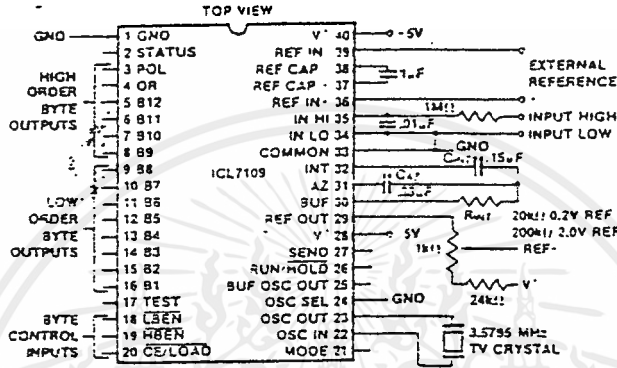 TOP VIEW
GND
1 GND
2 STATUS
3 POL
4 OR
5 B12
6 B11
7 B10
8 B9
9 B8
10 B7
11 B6
12 B5
13 B4
14 B3
15 B2
16 B1
17 TEST
18 LBEN
19 HBEN
20 CE/LOAD
HIGH
ORDER
BYTE
OUTPUTS
LOW
ORDER
BYTE
OUTPUTS
BYTE
CONTROL
INPUTS
ICL7109
V+ 40
REF IN 39
REF CAP 38
REF CAP 37
REF IN+ 36
IN HI 35
IN LO 34
COMMON 33
INT 32
AZ 31
BUF 30
REF OUT 29
V- 28
SEND 27
RUN/HOLD 26
BUF OSC OUT 25
OSC SEL 24
OSC OUT 23
OSC IN 22
MODE 21
-5V
EXTERNAL
REFERENCE
1µF
1MΩ
.01µF
INPUT HIGH
INPUT LOW
GND
.15µF
.33µF
20kΩ 0.2V REF
200kΩ 2.0V REF
5V
1kΩ
REF-
V+
24kΩ
GND
3.5795 MHz
TV CRYSTAL